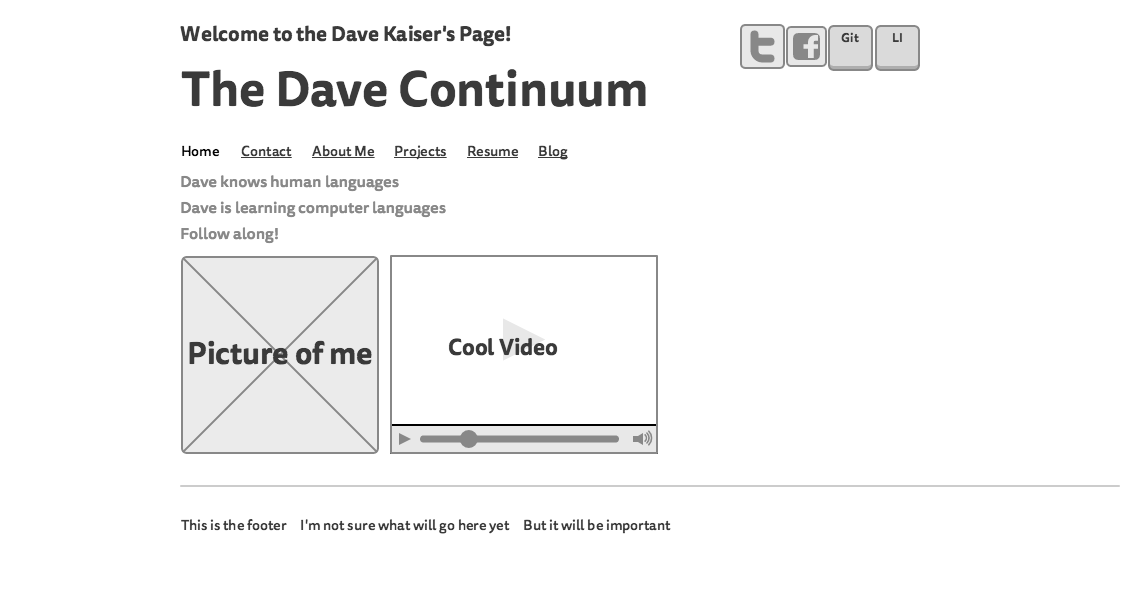 Welcome to the Dave Kaiser's Page!
Git LI
The Dave Continuum
Home Contact About Me Projects Resume Blog
Dave knows human languages
Dave is learning computer languages
Follow along!
Picture of me
Cool Video
This is the footer I'm not sure what will go here yet But it will be important